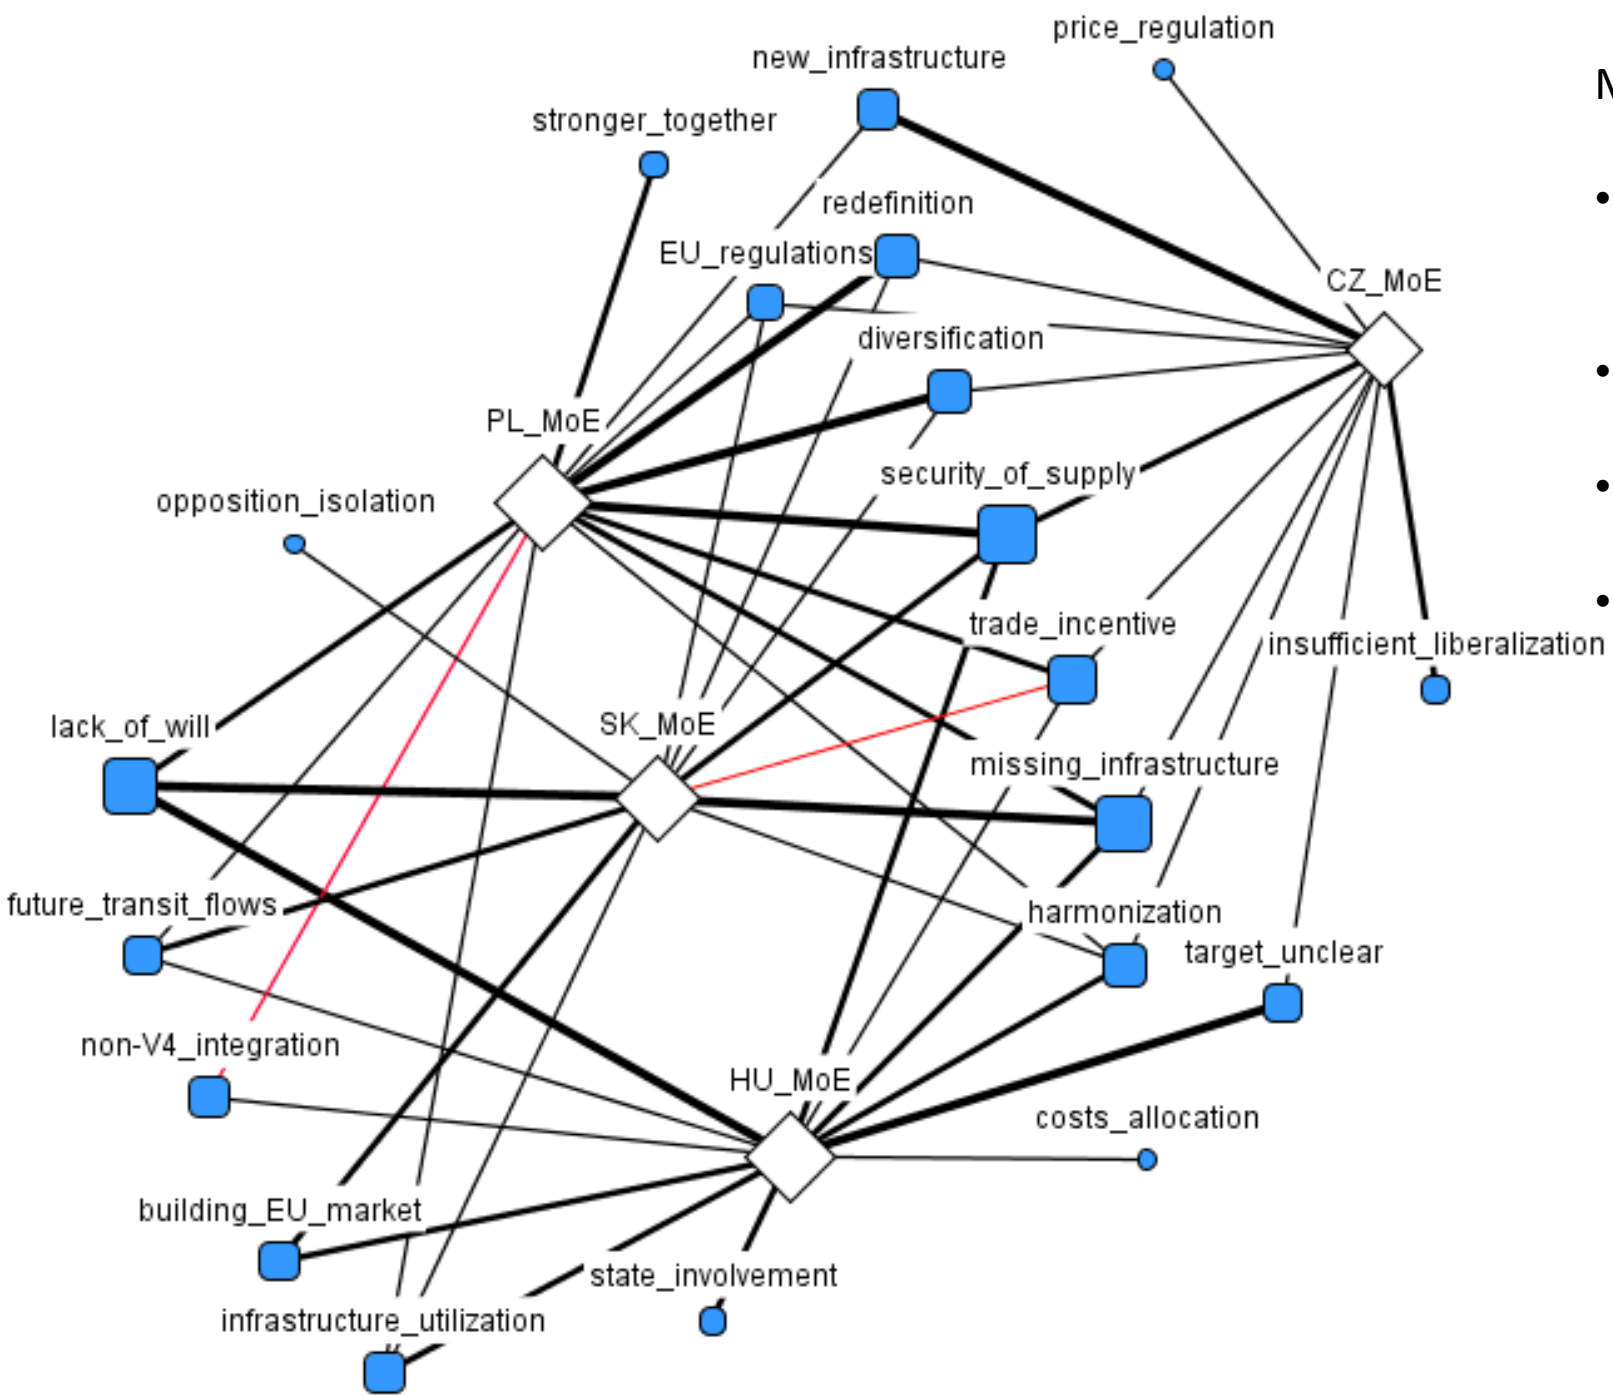 price_regulation
new_infrastructure
N
stronger_together
redefinition
EU_regulations
CZ_MoE
diversification
PL_MoE
security_of_supply
opposition_isolation
trade_incentive
insufficient_liberalization
SK_MoE
lack_of_will
missing_infrastructure
future_transit_flows
harmonization
target_unclear
non-V4_integration
HU_MoE
costs_allocation
building_EU_market
state_involvement
infrastructure_utilization